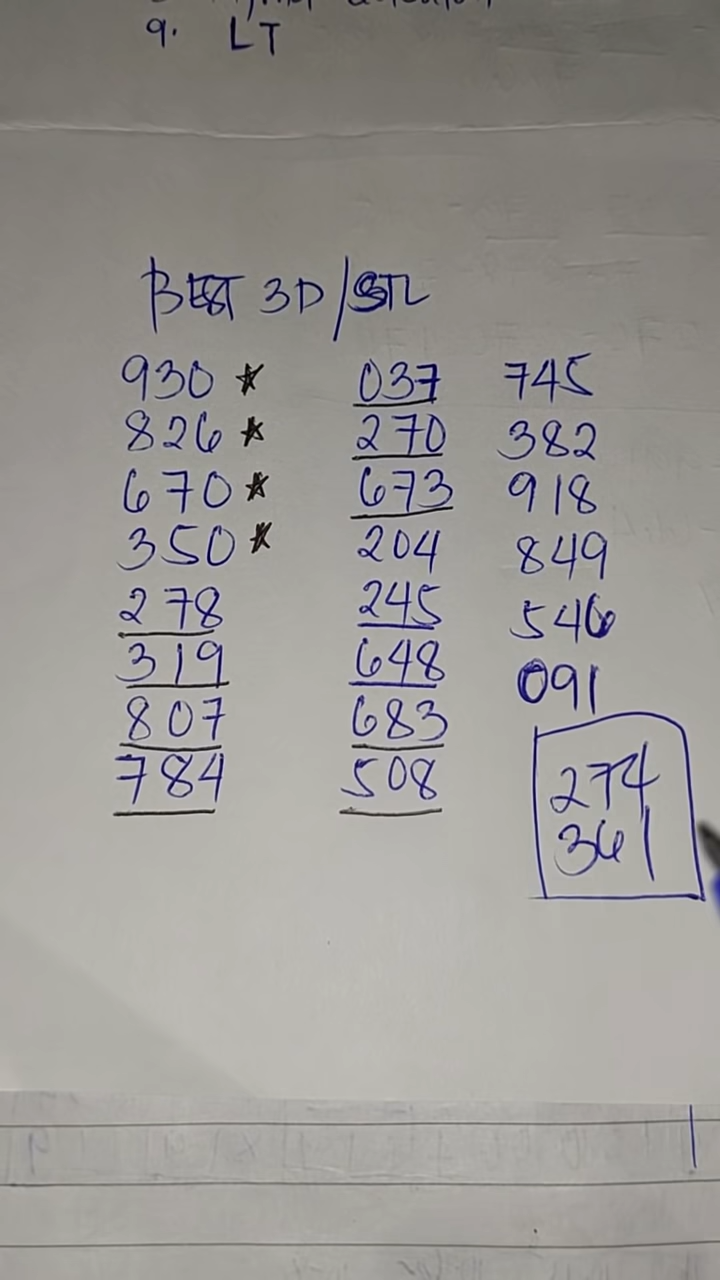 9. LT
BEST 3D/STL
930 ★ 037 745
826 ★ 270 382
670 ★ 673 918
350 ★ 204 849
278 245 546
319 648 091
807 683
784 508
274
361